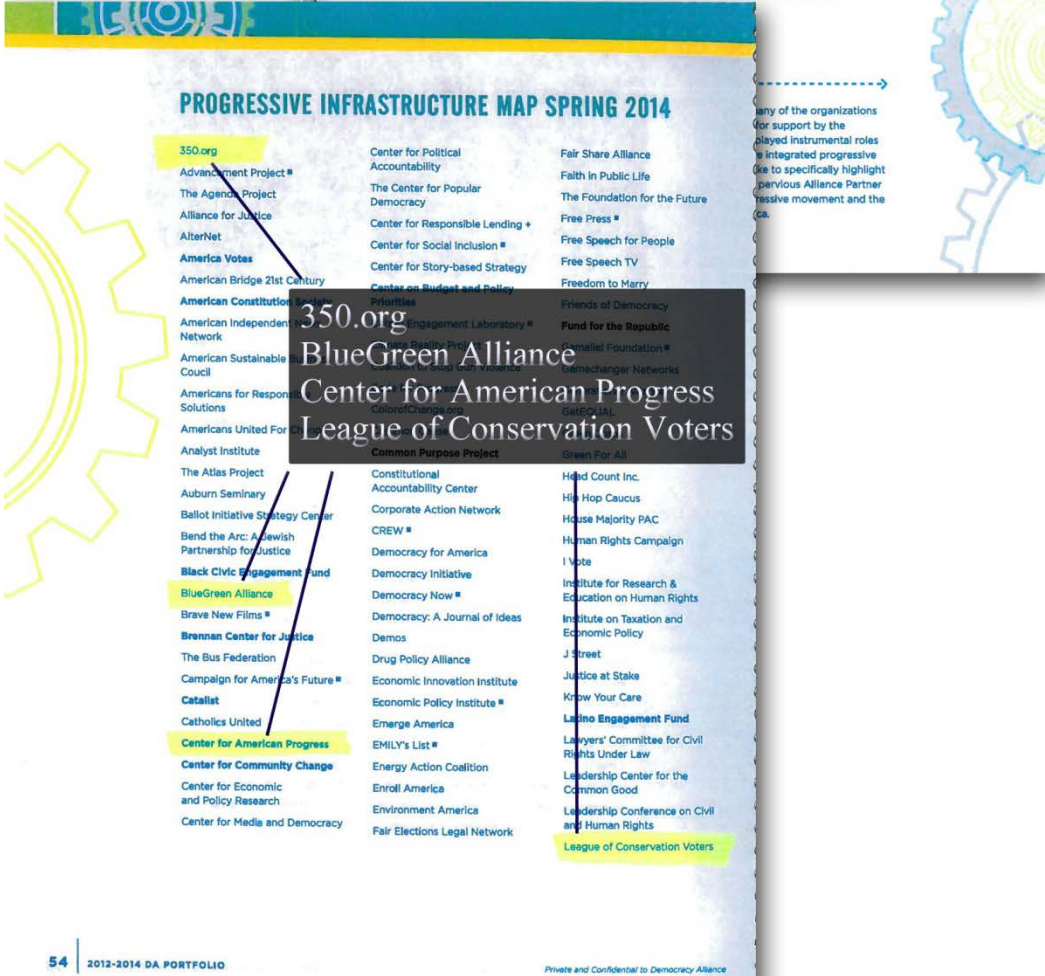 PROGRESSIVE INFRASTRUCTURE MAP SPRING 2014
350.org
Advancement Project
The Agenda Project
Alliance for Justice
AlterNet
America Votes
American Bridge 21st Century
American Constitution Society
American Independent News
Network
American Sustainable Business
Coucil
Americans for Responsible
Solutions
Americans United For Change
Analyst Institute
The Atlas Project
Auburn Seminary
Ballot Initiative Strategy Center
Bend the Arc: A Jewish
Partnership for Justice
Black Civic Engagement Fund
BlueGreen Alliance
Brave New Films
Brennan Center for Justice
The Bus Federation
Campaign for America's Future
Catalist
Catholics United
Center for American Progress
Center for Community Change
Center for Economic
and Policy Research
Center for Media and Democracy
Center for Political
Accountability
The Center for Popular
Democracy
Center for Responsible Lending +
Center for Social Inclusion
Center for Story-based Strategy
Center on Budget and Policy
Priorities
Engagement Laboratory
Climate Reality Project
Coalition to Stop Gun Violence
ColorofChange.org
Common Purpose Project
Constitutional
Accountability Center
Corporate Action Network
CREW
Democracy for America
Democracy Initiative
Democracy Now
Democracy: A Journal of Ideas
Demos
Drug Policy Alliance
Economic Innovation Institute
Economic Policy Institute
Emerge America
EMILY's List
Energy Action Coalition
Enroll America
Environment America
Fair Elections Legal Network
Fair Share Alliance
Faith in Public Life
The Foundation for the Future
Free Press
Free Speech for People
Free Speech TV
Freedom to Marry
Friends of Democracy
Fund for the Republic
Gamaliel Foundation
Gamechanger Networks
GetEQUAL
Green For All
Head Count Inc.
Hip Hop Caucus
House Majority PAC
Human Rights Campaign
I Vote
Institute for Research &
Education on Human Rights
Institute on Taxation and
Economic Policy
J Street
Justice at Stake
Know Your Care
Latino Engagement Fund
Lawyers' Committee for Civil
Rights Under Law
Leadership Center for the
Common Good
Leadership Conference on Civil
and Human Rights
League of Conservation Voters
350.org
BlueGreen Alliance
Center for American Progress
League of Conservation Voters
any of the organizations
for support by the
played instrumental roles
integrated progressive
ke to specifically highlight
pervious Alliance Partner
ressive movement and the
ca.
54 2012-2014 DA PORTFOLIO
Private and Confidential to Democracy Alliance